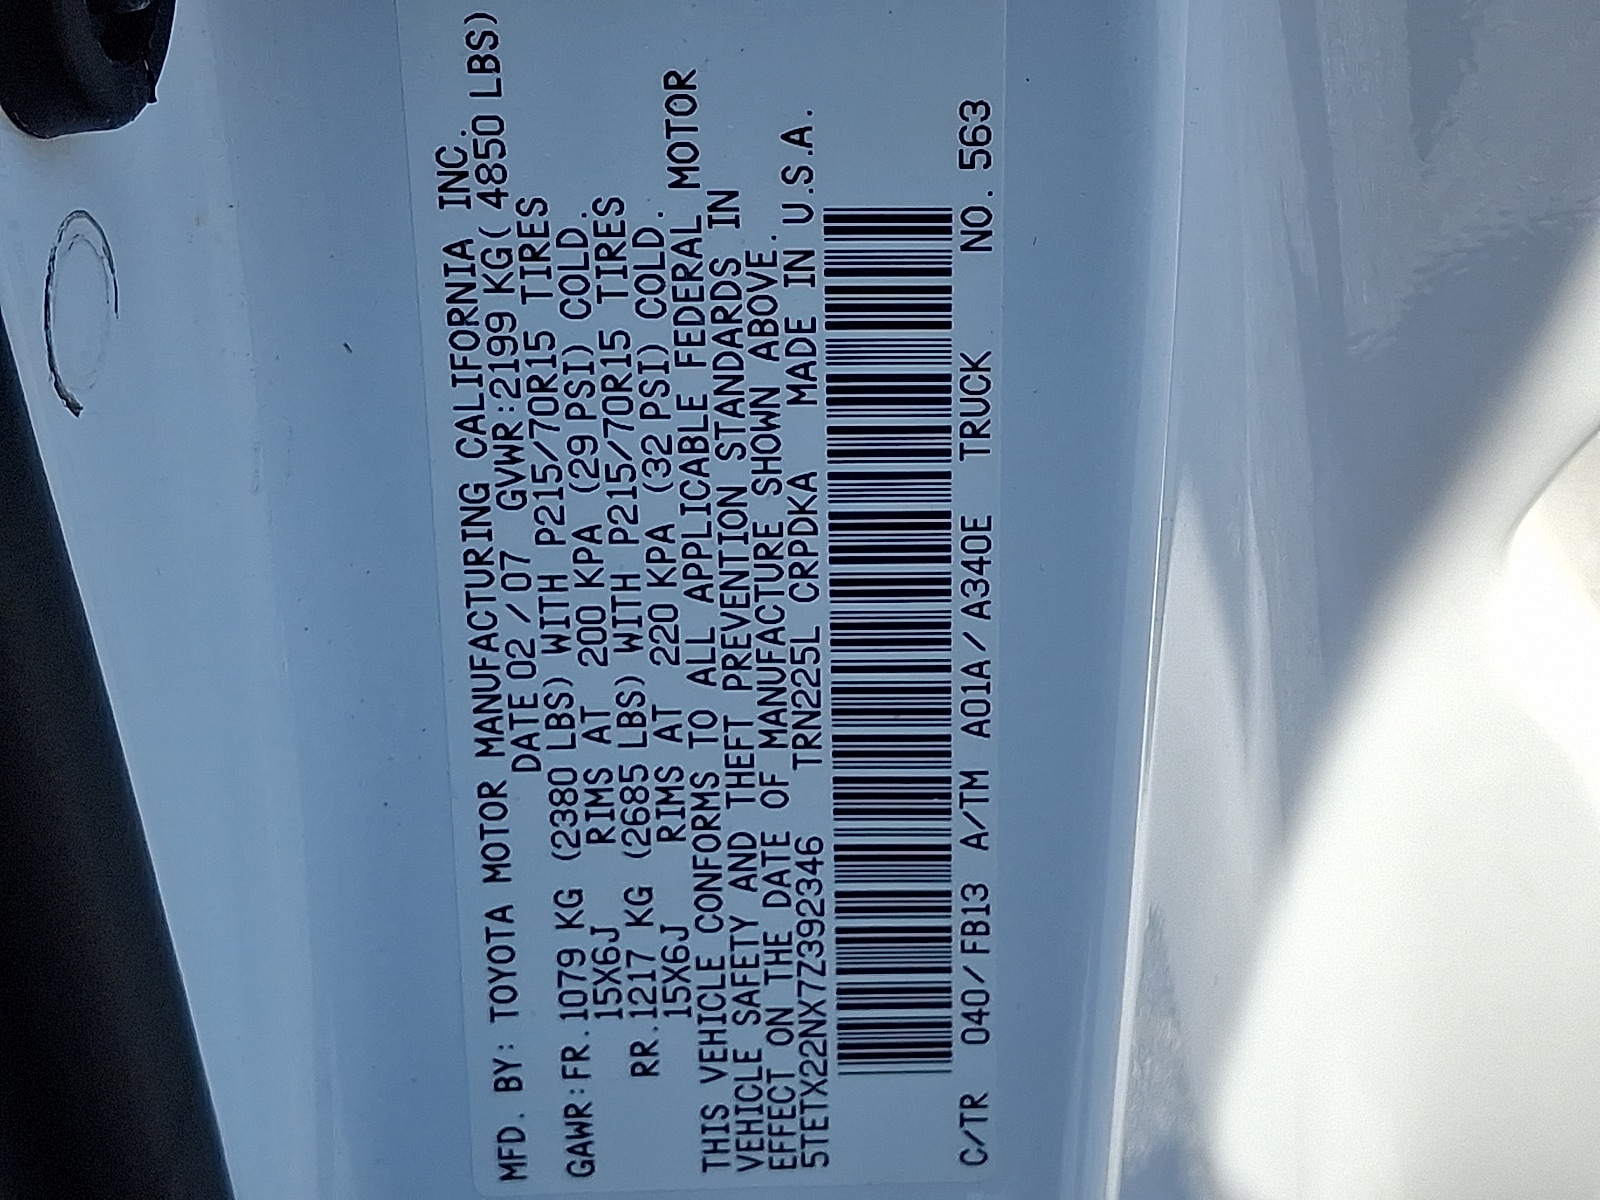 MFD. BY: TOYOTA MOTOR MANUFACTURING CALIFORNIA INC.
DATE 02/07 GVWR:2199 KG( 4850 LBS)
GAWR:FR.1079 KG (2380 LBS) WITH P215/70R15 TIRES
15X6J RIMS AT 200 KPA (29 PSI) COLD.
RR.1217 KG (2685 LBS) WITH P215/70R15 TIRES
15X6J RIMS AT 220 KPA (32 PSI) COLD.
THIS VEHICLE CONFORMS TO ALL APPLICABLE FEDERAL MOTOR
VEHICLE SAFETY AND THEFT PREVENTION STANDARDS IN
EFFECT ON THE DATE OF MANUFACTURE SHOWN ABOVE.
5TETX22NX7Z392346 TRN225L CRPDKA MADE IN U.S.A.
C/TR 040/FB13 A/TM A01A/A340E TRUCK NO. 563